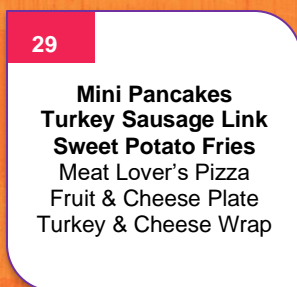 29
Mini Pancakes
Turkey Sausage Link
Sweet Potato Fries
Meat Lover's Pizza
Fruit & Cheese Plate
Turkey & Cheese Wrap